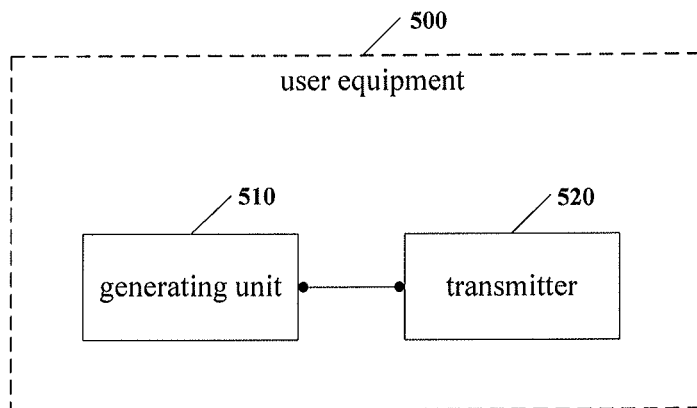 500
user equipment
510
520
generating unit
transmitter